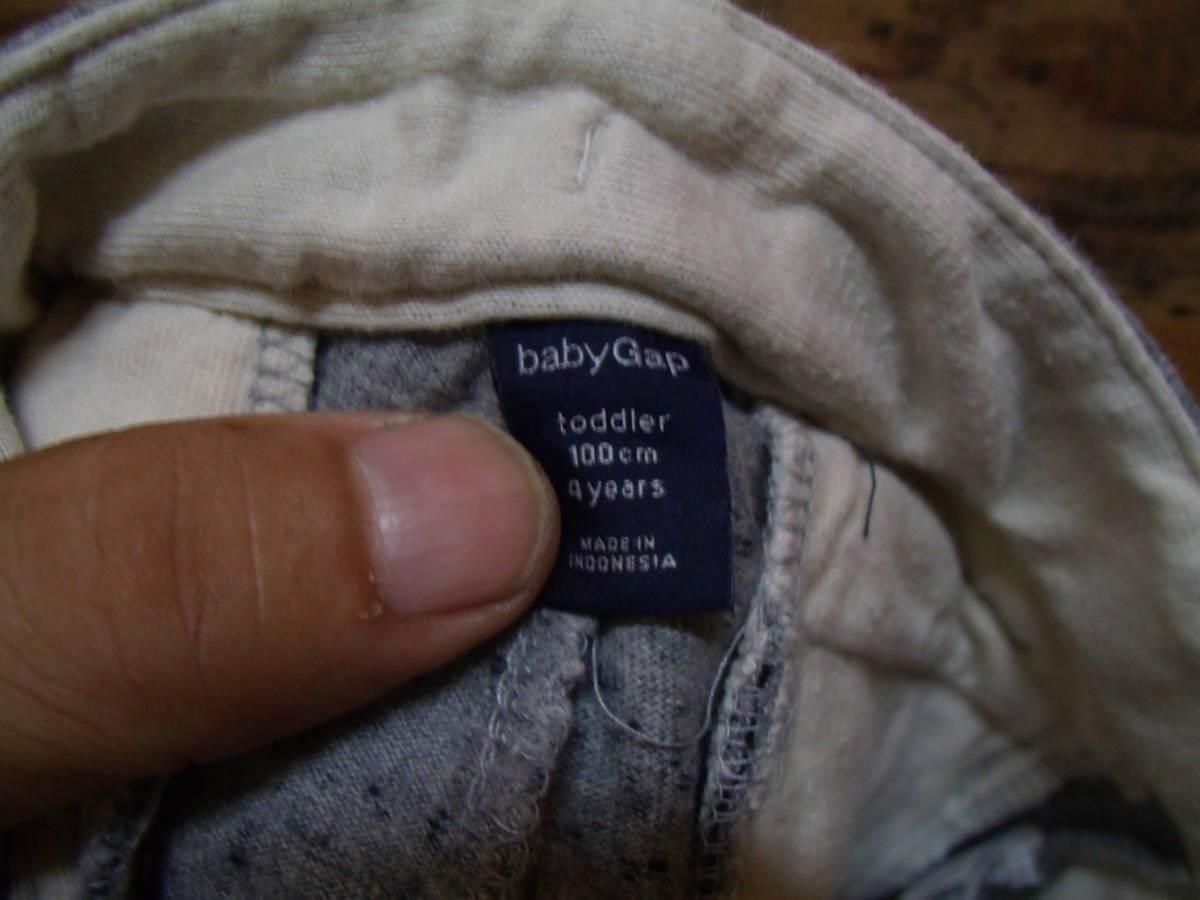 babyGap
toddler
100cm
4years
MADE IN
INDONESIA